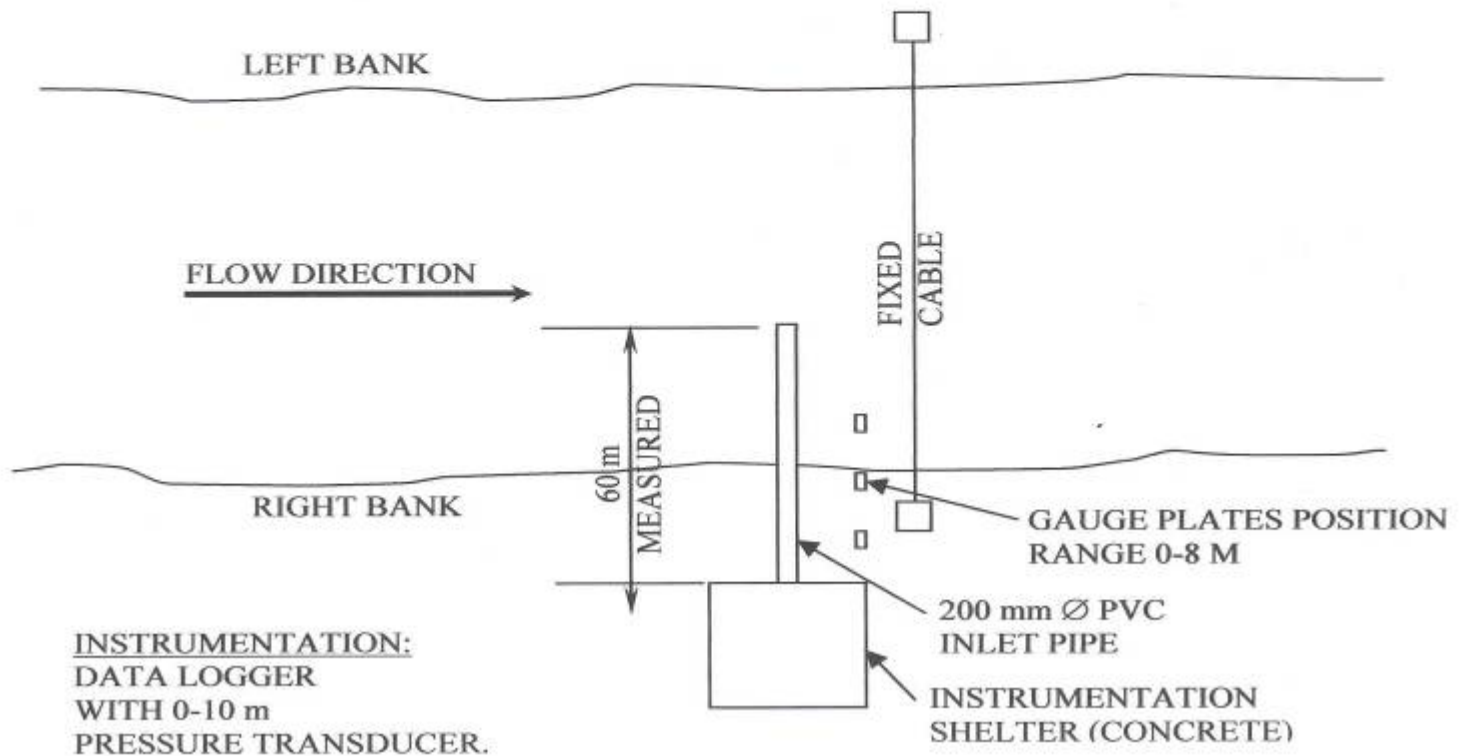 LEFT BANK
FLOW DIRECTION
FIXED
CABLE
60 m
MEASURED
RIGHT BANK
GAUGE PLATES POSITION
RANGE 0-8 M
200 mm Ø PVC
INLET PIPE
INSTRUMENTATION
SHELTER (CONCRETE)
INSTRUMENTATION:
DATA LOGGER
WITH 0-10 m
PRESSURE TRANSDUCER.